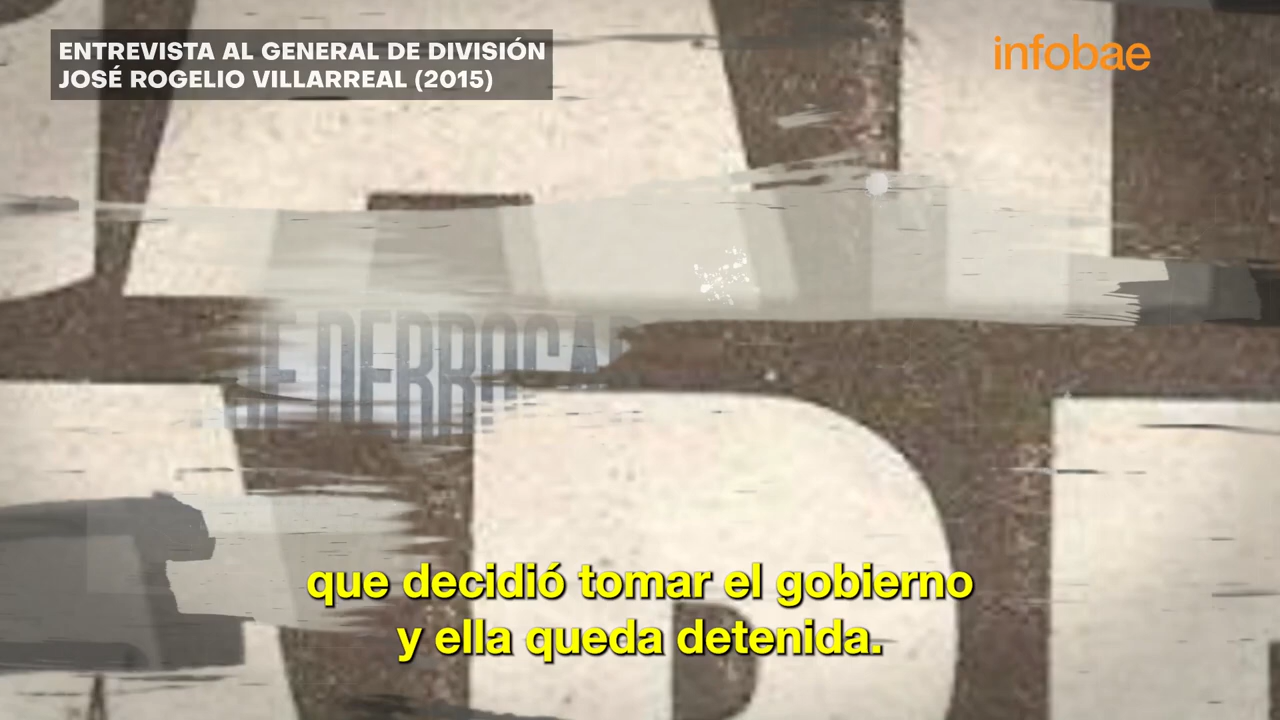 ENTREVISTA AL GENERAL DE DIVISIÓN
JOSÉ ROGELIO VILLARREAL (2015)
infobae
que decidió tomar el gobierno
y ella queda detenida.